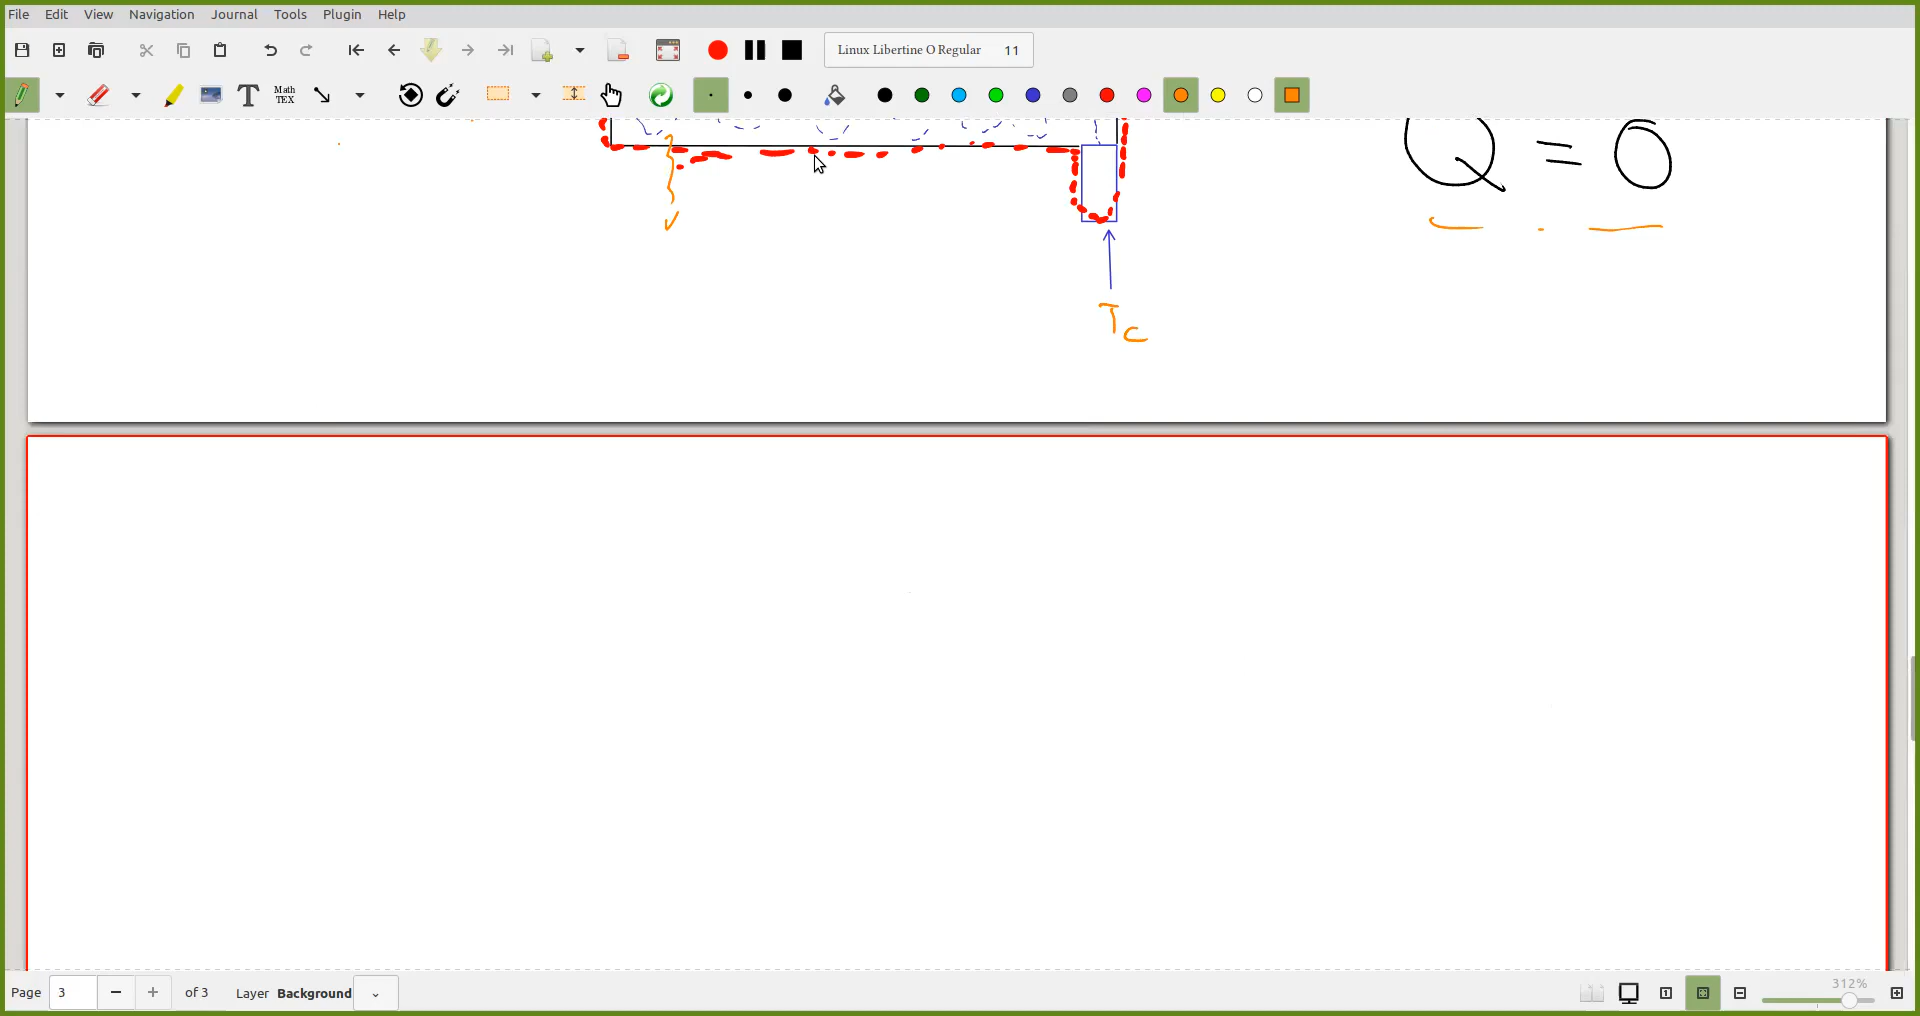 File Edit View Navigation Journal Tools Plugin Help
Linux Libertine O Regular 11
Math
TEX
Q = 0
Tc
1
Page 3 of 3 Layer Background
312%